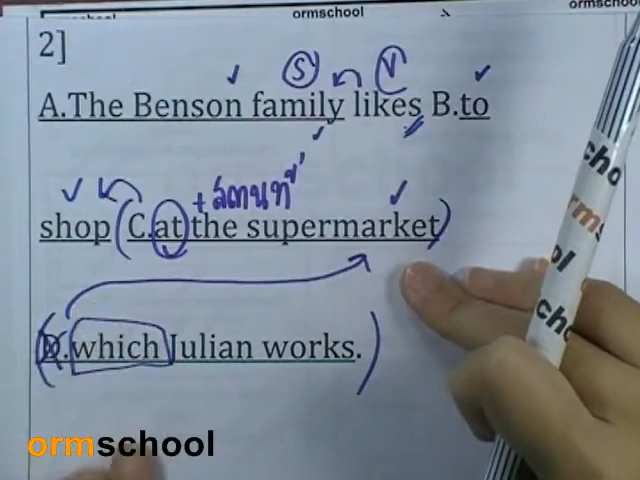 ormschool
ormschool
2]
S V
A.The Benson family likes B.to
+ สถานที่
shop (C.at the supermarket)
(D.which Julian works.)
ormschool